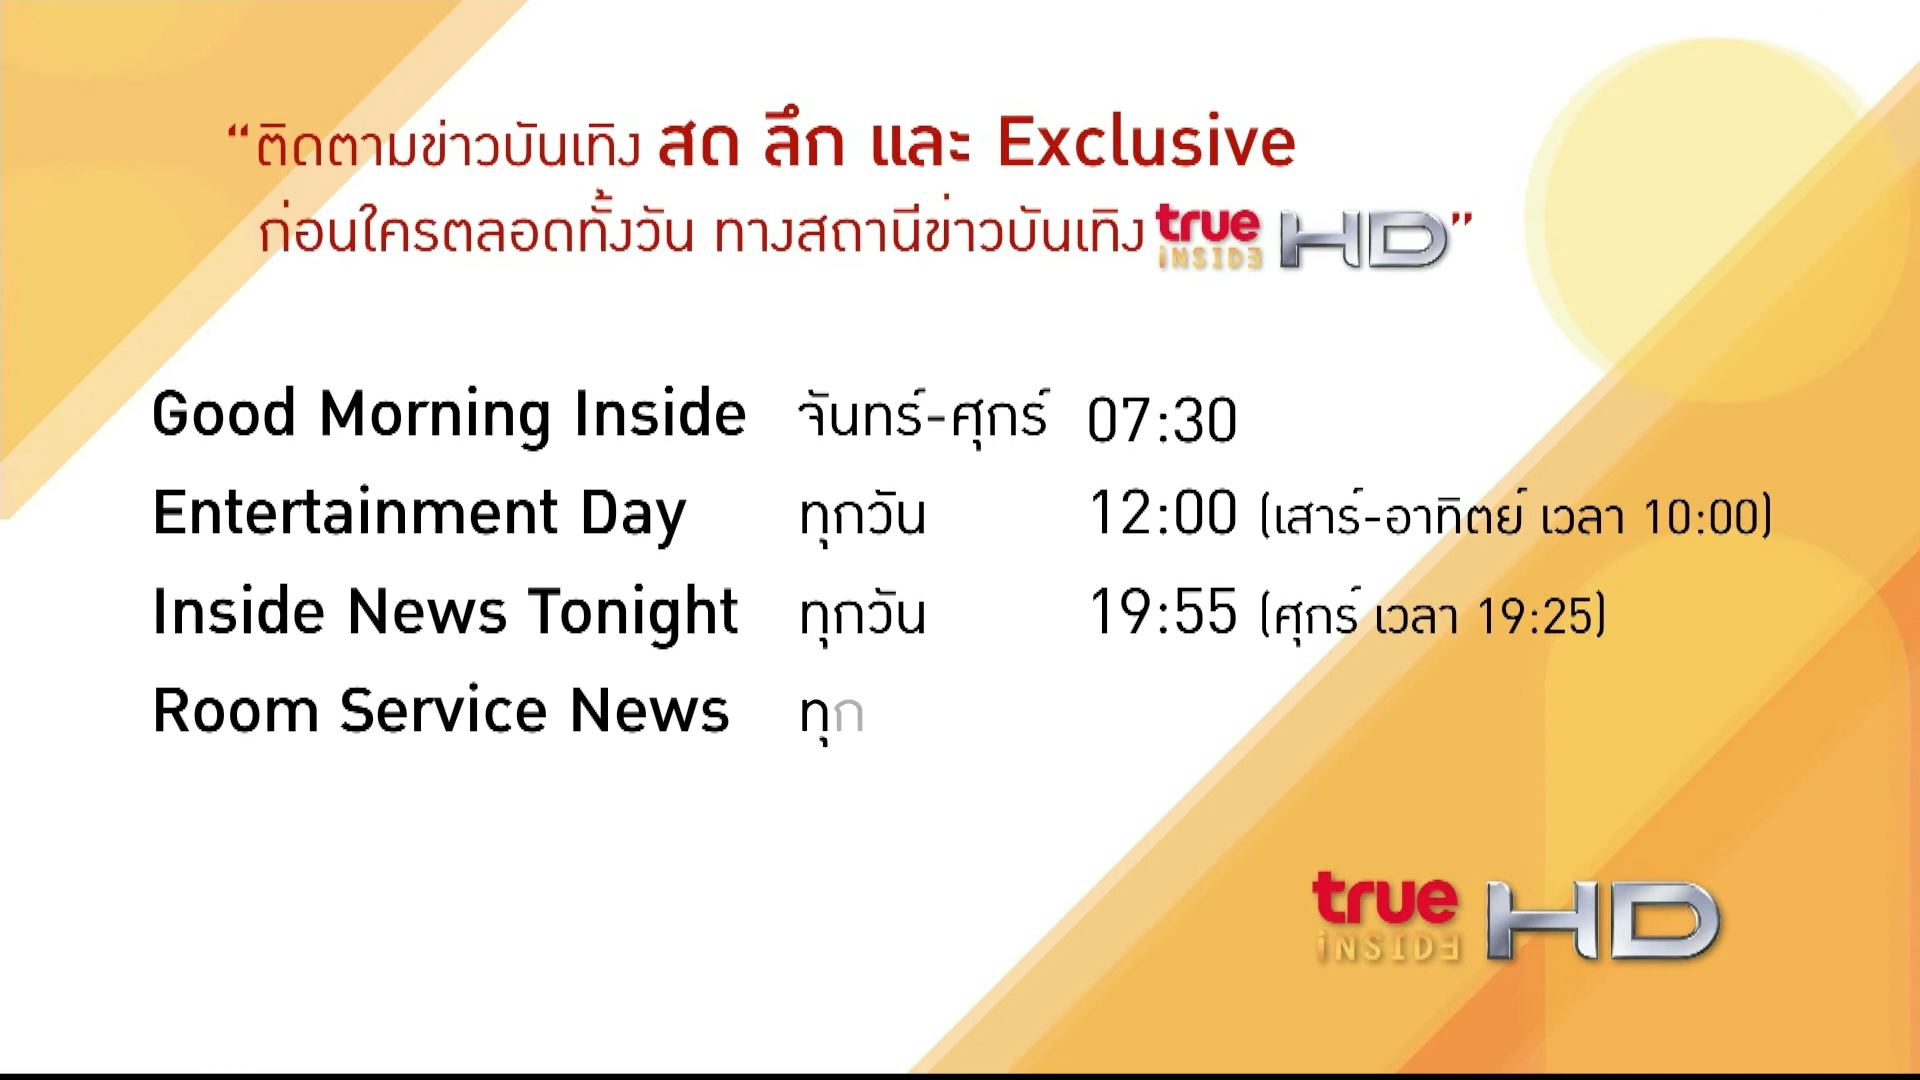 “ติดตามข่าวบันเทิง สด ลึก และ Exclusive
ก่อนใครตลอดทั้งวัน ทางสถานีข่าวบันเทิง true INSIDE HD”
Good Morning Inside จันทร์-ศุกร์ 07:30
Entertainment Day ทุกวัน 12:00 (เสาร์-อาทิตย์ เวลา 10:00)
Inside News Tonight ทุกวัน 19:55 (ศุกร์ เวลา 19:25)
Room Service News ทุก
true HD
INSIDE